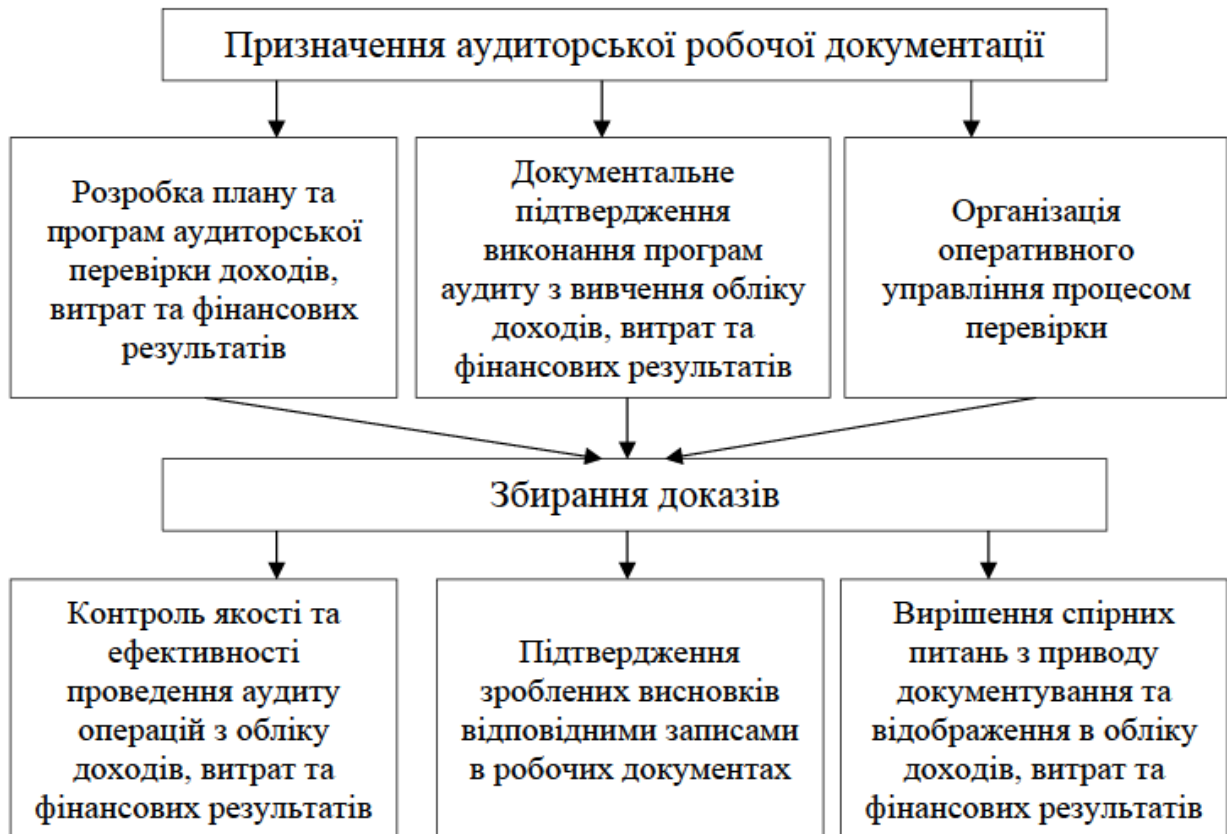 Призначення аудиторської робочої документації
Розробка плану та
програм аудиторської
перевірки доходів,
витрат та фінансових
результатів
Документальне
підтвердження
виконання програм
аудиту з вивчення обліку
доходів, витрат та
фінансових результатів
Організація
оперативного
управління процесом
перевірки
Збирання доказів
Контроль якості та
ефективності
проведення аудиту
операцій з обліку
доходів, витрат та
фінансових результатів
Підтвердження
зроблених висновків
відповідними записами
в робочих документах
Вирішення спірних
питань з приводу
документування та
відображення в обліку
доходів, витрат та
фінансових результатів